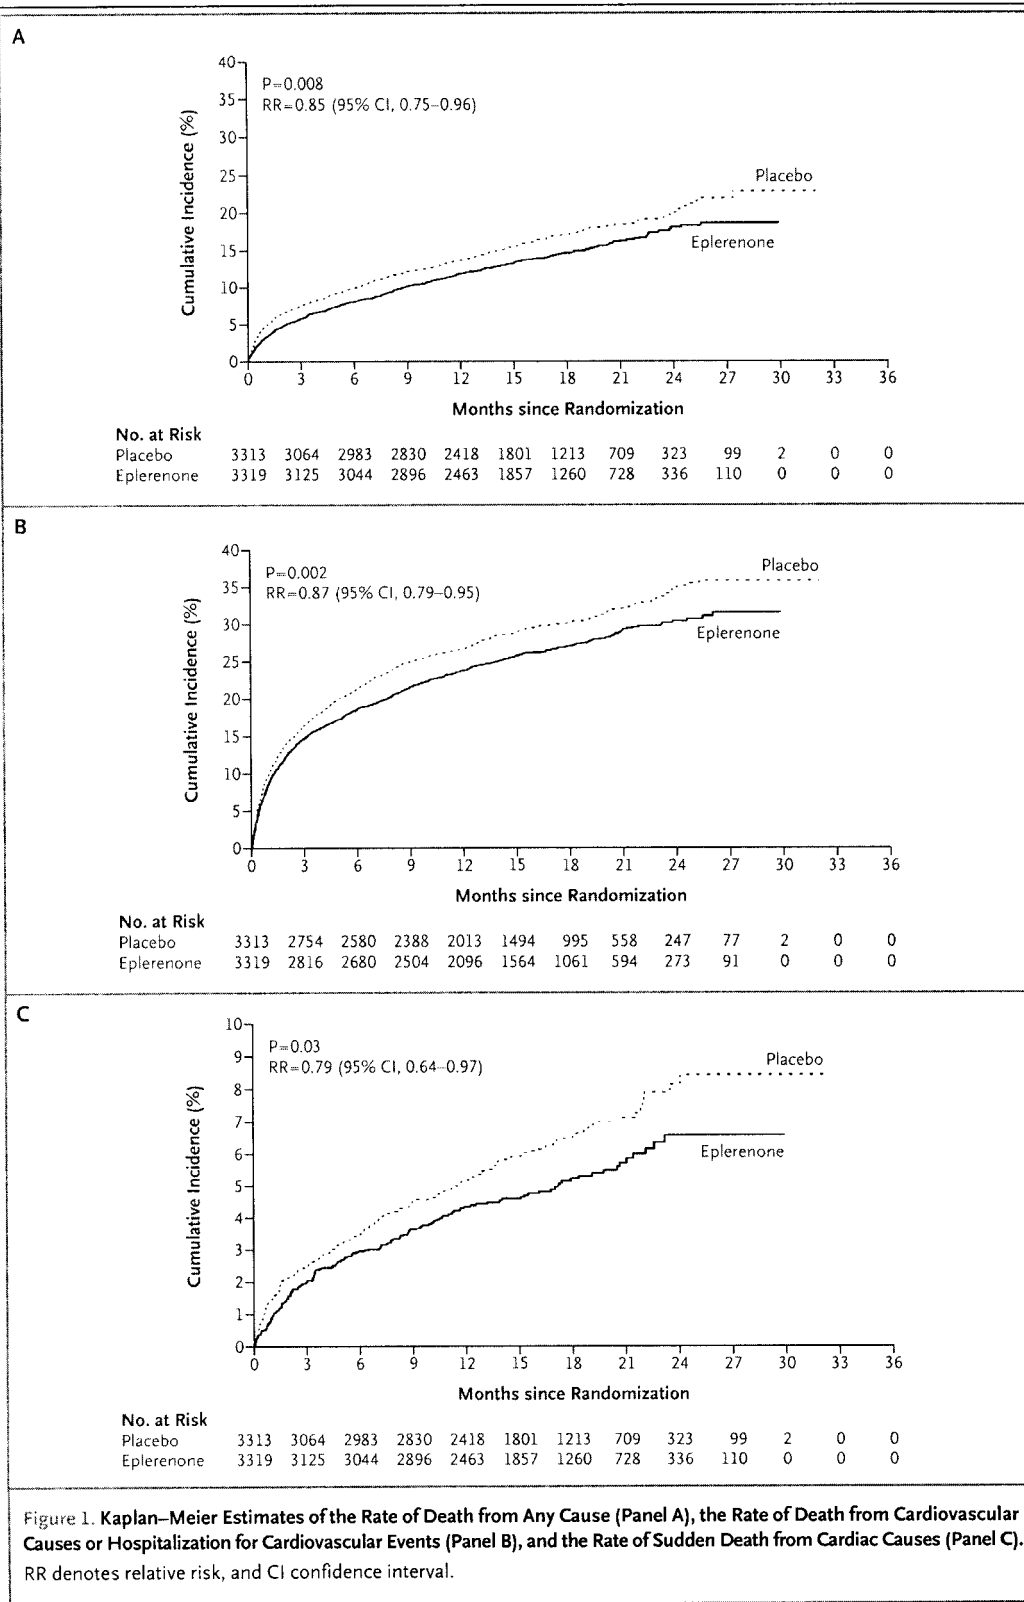 A
40
35
30
25
20
15
10
5
0
Cumulative Incidence (%)
P=0.008
RR=0.85 (95% CI, 0.75–0.96)
Placebo
Eplerenone
0 3 6 9 12 15 18 21 24 27 30 33 36
Months since Randomization
No. at Risk
Placebo 3313 3064 2983 2830 2418 1801 1213 709 323 99 2 0 0
Eplerenone 3319 3125 3044 2896 2463 1857 1260 728 336 110 0 0 0
B
40
35
30
25
20
15
10
5
0
Cumulative Incidence (%)
P=0.002
RR=0.87 (95% CI, 0.79–0.95)
Placebo
Eplerenone
0 3 6 9 12 15 18 21 24 27 30 33 36
Months since Randomization
No. at Risk
Placebo 3313 2754 2580 2388 2013 1494 995 558 247 77 2 0 0
Eplerenone 3319 2816 2680 2504 2096 1564 1061 594 273 91 0 0 0
C
10
9
8
7
6
5
4
3
2
1
0
Cumulative Incidence (%)
P=0.03
RR=0.79 (95% CI, 0.64–0.97)
Placebo
Eplerenone
0 3 6 9 12 15 18 21 24 27 30 33 36
Months since Randomization
No. at Risk
Placebo 3313 3064 2983 2830 2418 1801 1213 709 323 99 2 0 0
Eplerenone 3319 3125 3044 2896 2463 1857 1260 728 336 110 0 0 0
Figure 1. Kaplan–Meier Estimates of the Rate of Death from Any Cause (Panel A), the Rate of Death from Cardiovascular
Causes or Hospitalization for Cardiovascular Events (Panel B), and the Rate of Sudden Death from Cardiac Causes (Panel C).
RR denotes relative risk, and CI confidence interval.